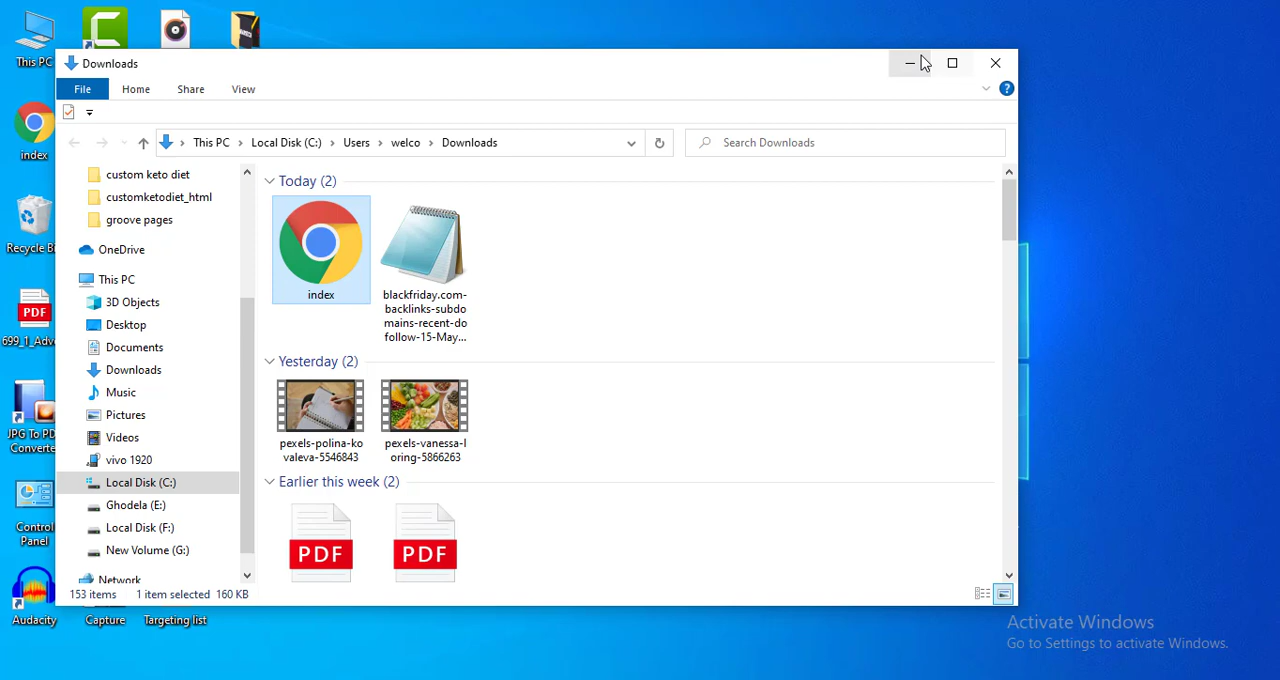 This PC
index
Recycle Bi
PDF
699_1_Adv
JPG To PD
Converte
Control
Panel
Audacity
Capture
Targeting list
Downloads
File
Home
Share
View
?
This PC
Local Disk (C:)
Users
welco
Downloads
Search Downloads
custom keto diet
customketodiet_html
groove pages
OneDrive
This PC
3D Objects
Desktop
Documents
Downloads
Music
Pictures
Videos
vivo 1920
Local Disk (C:)
Ghodela (E:)
Local Disk (F:)
New Volume (G:)
Network
Today (2)
index
blackfriday.com-
backlinks-subdo
mains-recent-do
follow-15-May...
Yesterday (2)
pexels-polina-ko
valeva-5546843
pexels-vanessa-l
oring-5866263
Earlier this week (2)
PDF
PDF
153 items
1 item selected 160 KB
Activate Windows
Go to Settings to activate Windows.